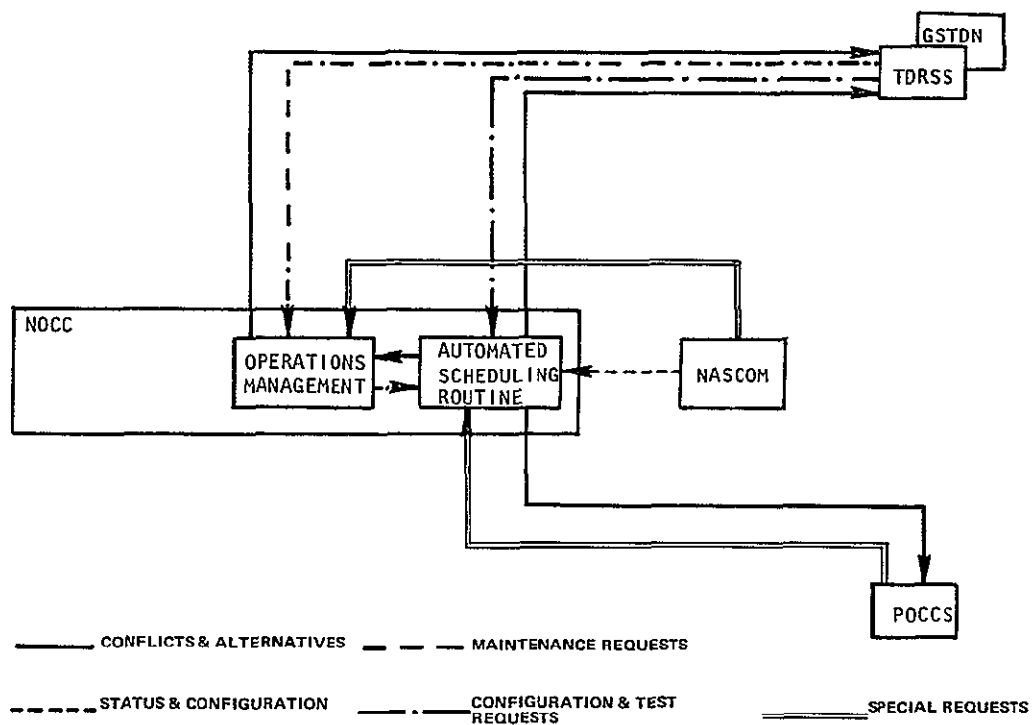 GSTDN
TDRSS
NOCC
OPERATIONS
MANAGEMENT
AUTOMATED
SCHEDULING
ROUTINE
NASCOM
POCCS
CONFLICTS & ALTERNATIVES
MAINTENANCE REQUESTS
STATUS & CONFIGURATION
CONFIGURATION & TEST
REQUESTS
SPECIAL REQUESTS